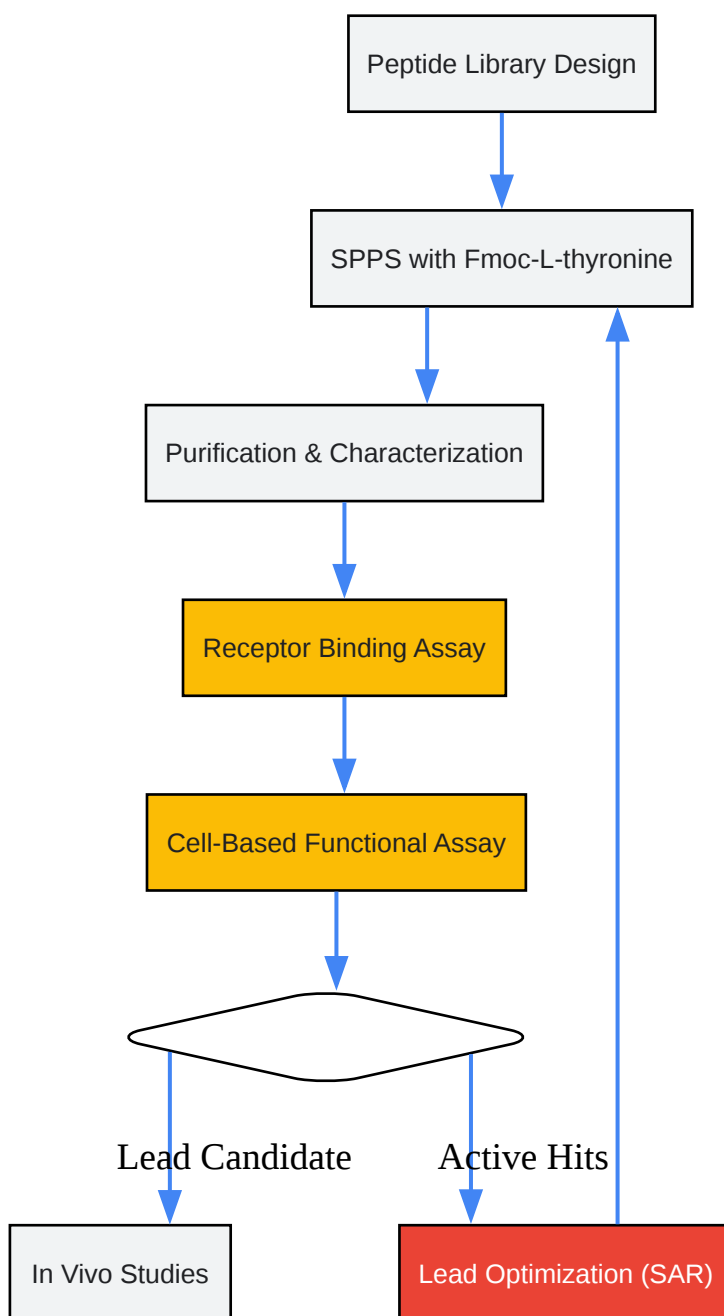 Peptide Library Design
SPPS with Fmoc-L-thyronine
Purification & Characterization
Receptor Binding Assay
Cell-Based Functional Assay
Lead Candidate
Active Hits
In Vivo Studies
Lead Optimization (SAR)